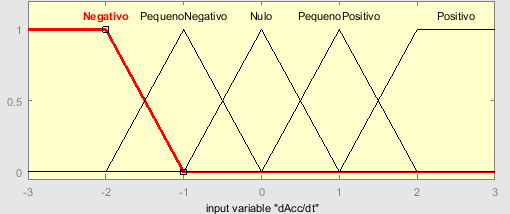 Negativo PequenoNegativo Nulo PequenoPositivo Positivo
1
0.5
0
-3 -2 -1 0 1 2 3
input variable "dAcc/dt"